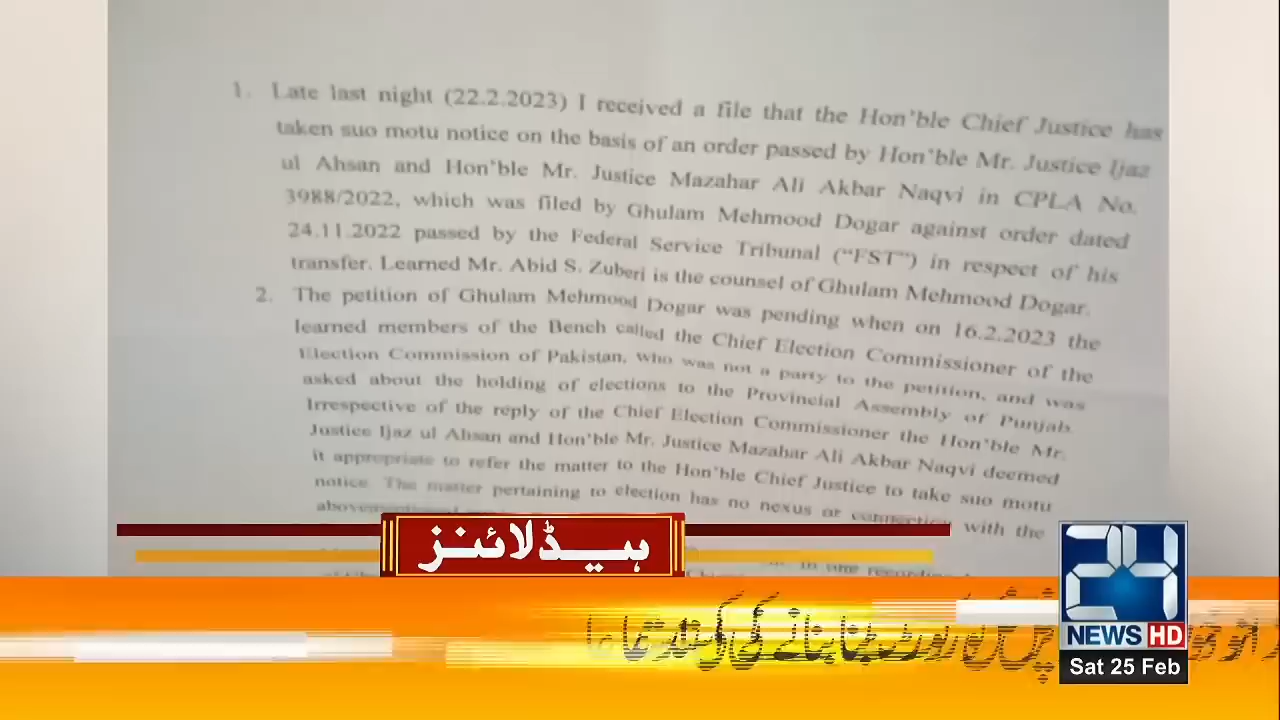 1. Late last night (22.2.2023) I received a file that the Hon'ble Chief Justice has
taken suo motu notice on the basis of an order passed by Hon'ble Mr. Justice Ijaz
ul Ahsan and Hon'ble Mr. Justice Mazahar Ali Akbar Naqvi in CPLA No.
3988/2022, which was filed by Ghulam Mehmood Dogar against order dated
24.11.2022 passed by the Federal Service Tribunal ("FST") in respect of his
transfer. Learned Mr. Abid S. Zuberi is the counsel of Ghulam Mehmood Dogar.
2. The petition of Ghulam Mehmood Dogar was pending when on 16.2.2023 the
learned members of the Bench called the Chief Election Commissioner of the
Election Commission of Pakistan, who was not a party to the petition, and was
asked about the holding of elections to the Provincial Assembly of Punjab.
Irrespective of the reply of the Chief Election Commissioner the Hon'ble Mr.
Justice Ijaz ul Ahsan and Hon'ble Mr. Justice Mazahar Ali Akbar Naqvi deemed
it appropriate to refer the matter to the Hon'ble Chief Justice to take suo motu
notice. The matter pertaining to election has no nexus or connection with the
ہیڈلائنز
24
NEWS HD
Sat 25 Feb